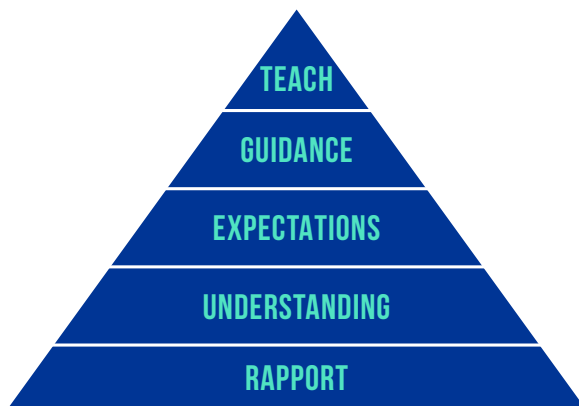 TEACH
GUIDANCE
EXPECTATIONS
UNDERSTANDING
RAPPORT